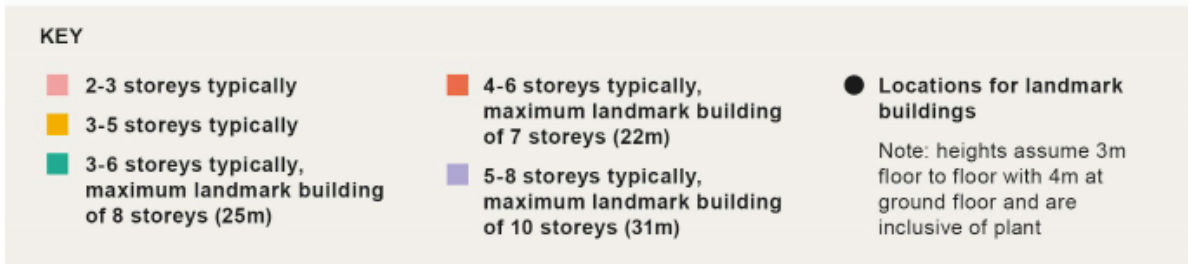 KEY
2-3 storeys typically
3-5 storeys typically
3-6 storeys typically,
maximum landmark building
of 8 storeys (25m)
4-6 storeys typically,
maximum landmark building
of 7 storeys (22m)
5-8 storeys typically,
maximum landmark building
of 10 storeys (31m)
Locations for landmark
buildings
Note: heights assume 3m
floor to floor with 4m at
ground floor and are
inclusive of plant